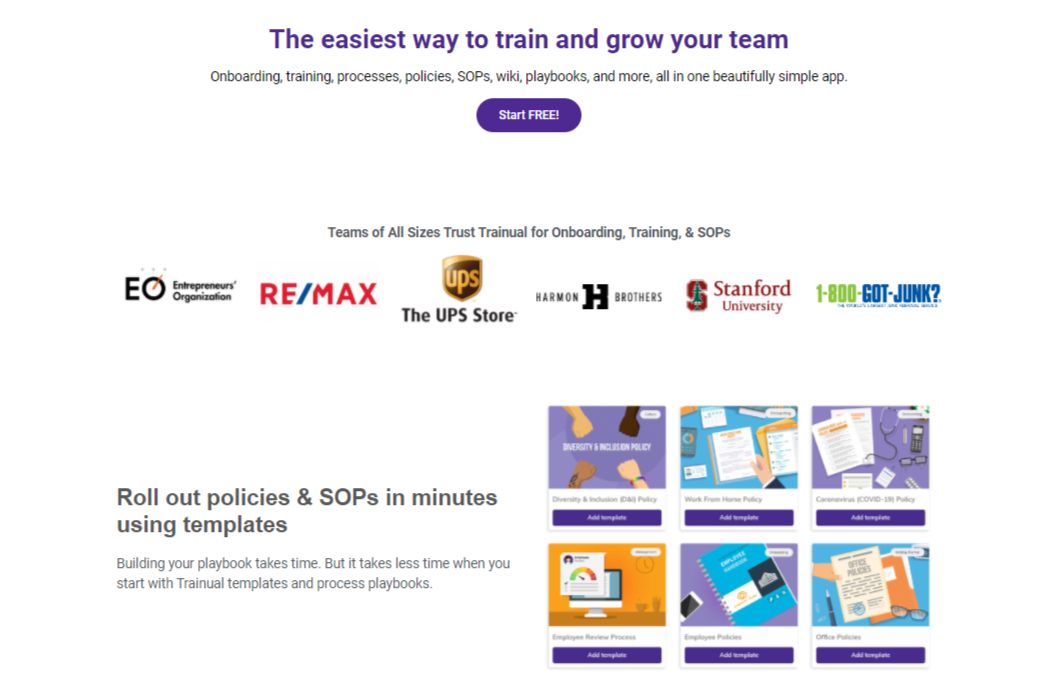 The easiest way to train and grow your team
Onboarding, training, processes, policies, SOPs, wiki, playbooks, and more, all in one beautifully simple app.
Start FREE!
Teams of All Sizes Trust Trainual for Onboarding, Training, & SOPs
EO Entrepreneurs'
Organization
RE/MAX
ups
The UPS Store
HARMON H BROTHERS
S Stanford
University
1-800-GOT-JUNK?
Roll out policies & SOPs in minutes
using templates
Building your playbook takes time. But it takes less time when you
start with Trainual templates and process playbooks.
DIVERSITY & INCLUSION POLICY
Diversity & Inclusion (D&I) Policy
Add template
Work From Home Policy
Add template
Coronavirus (COVID-19) Policy
Add template
Employee Review Process
Add template
EMPLOYEE
HANDBOOK
Employee Policies
Add template
OFFICE
POLICIES
Office Policies
Add template